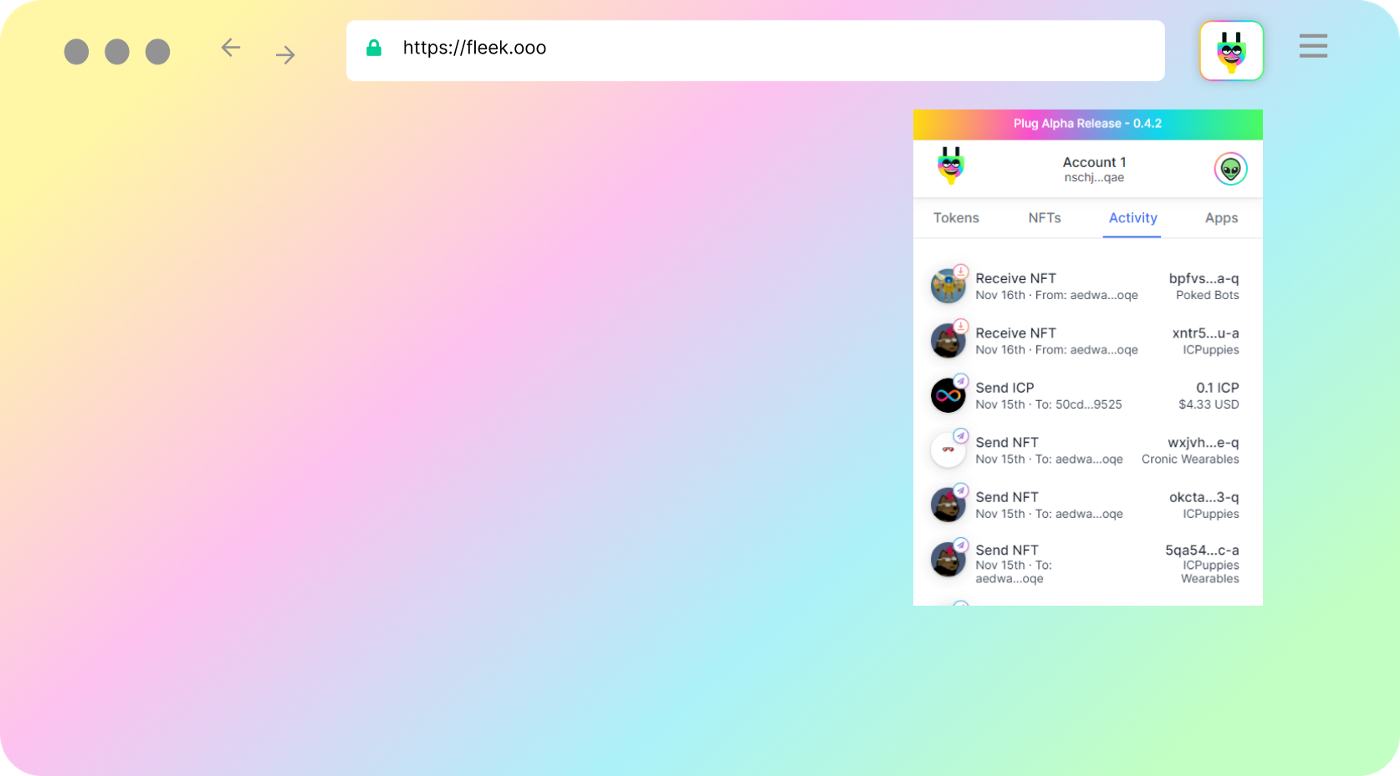 https://fleek.ooo
Plug Alpha Release - 0.4.2
Account 1
nschj...qae
Tokens NFTs Activity Apps
Receive NFT bpfvs...a-q
Nov 16th · From: aedwa...oqe Poked Bots
Receive NFT xntr5...u-a
Nov 16th · From: aedwa...oqe ICPuppies
Send ICP 0.1 ICP
Nov 15th · To: 50cd...9525 $4.33 USD
Send NFT wxjvh...e-q
Nov 15th · To: aedwa...oqe Cronic Wearables
Send NFT okcta...3-q
Nov 15th · To: aedwa...oqe ICPuppies
Send NFT 5qa54...c-a
Nov 15th · To: ICPuppies
aedwa...oqe Wearables